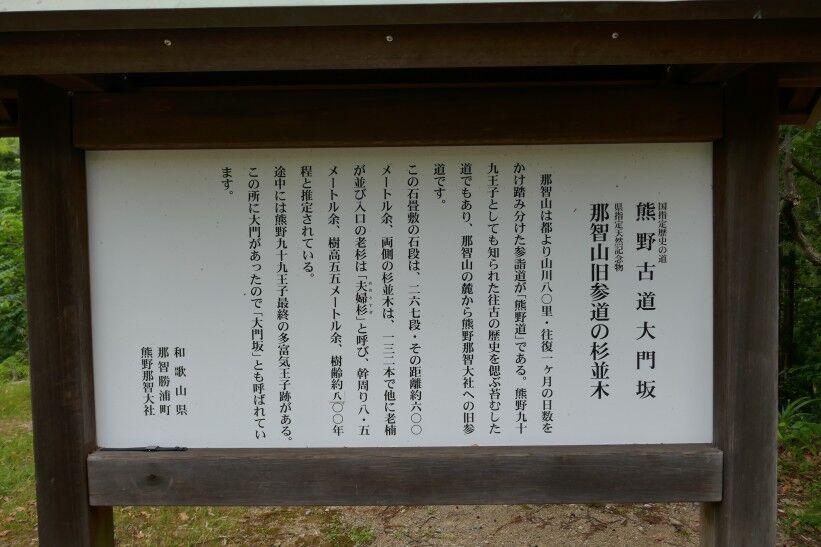 国指定歴史の道
熊野古道大門坂
県指定天然記念物
那智山旧参道の杉並木
那智山は都より山川八〇里・往復一ヶ月の日数を
かけ踏み分けた参詣道が「熊野道」である。熊野九十
九王子としても知られた往古の歴史を偲ぶ苔むした
道でもあり、那智山の麓から熊野那智大社への旧参
道です。
この石畳敷の石段は、二六七段・その距離約六〇〇
メートル余、両側の杉並木は、一三二本で他に老楠
が並び入口の老杉は「夫婦杉」と呼び、幹周り八・五
メートル余、樹高五五メートル余、樹齢約八〇〇年
程と推定されている。
途中には熊野九十九王子最終の多富気王子跡がある。
この所に大門があったので「大門坂」とも呼ばれてい
ます。
和歌山県
那智勝浦町
熊野那智大社